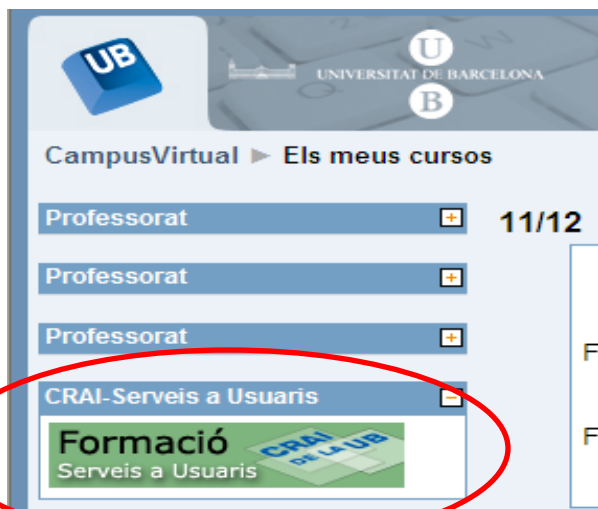 UB
UNIVERSITAT DE BARCELONA
U
B
CampusVirtual ► Els meus cursos
Professorat
11/12
Professorat
Professorat
F
CRAI-Serveis a Usuaris
F
Formació
CRAI
DE LA UB
Serveis a Usuaris